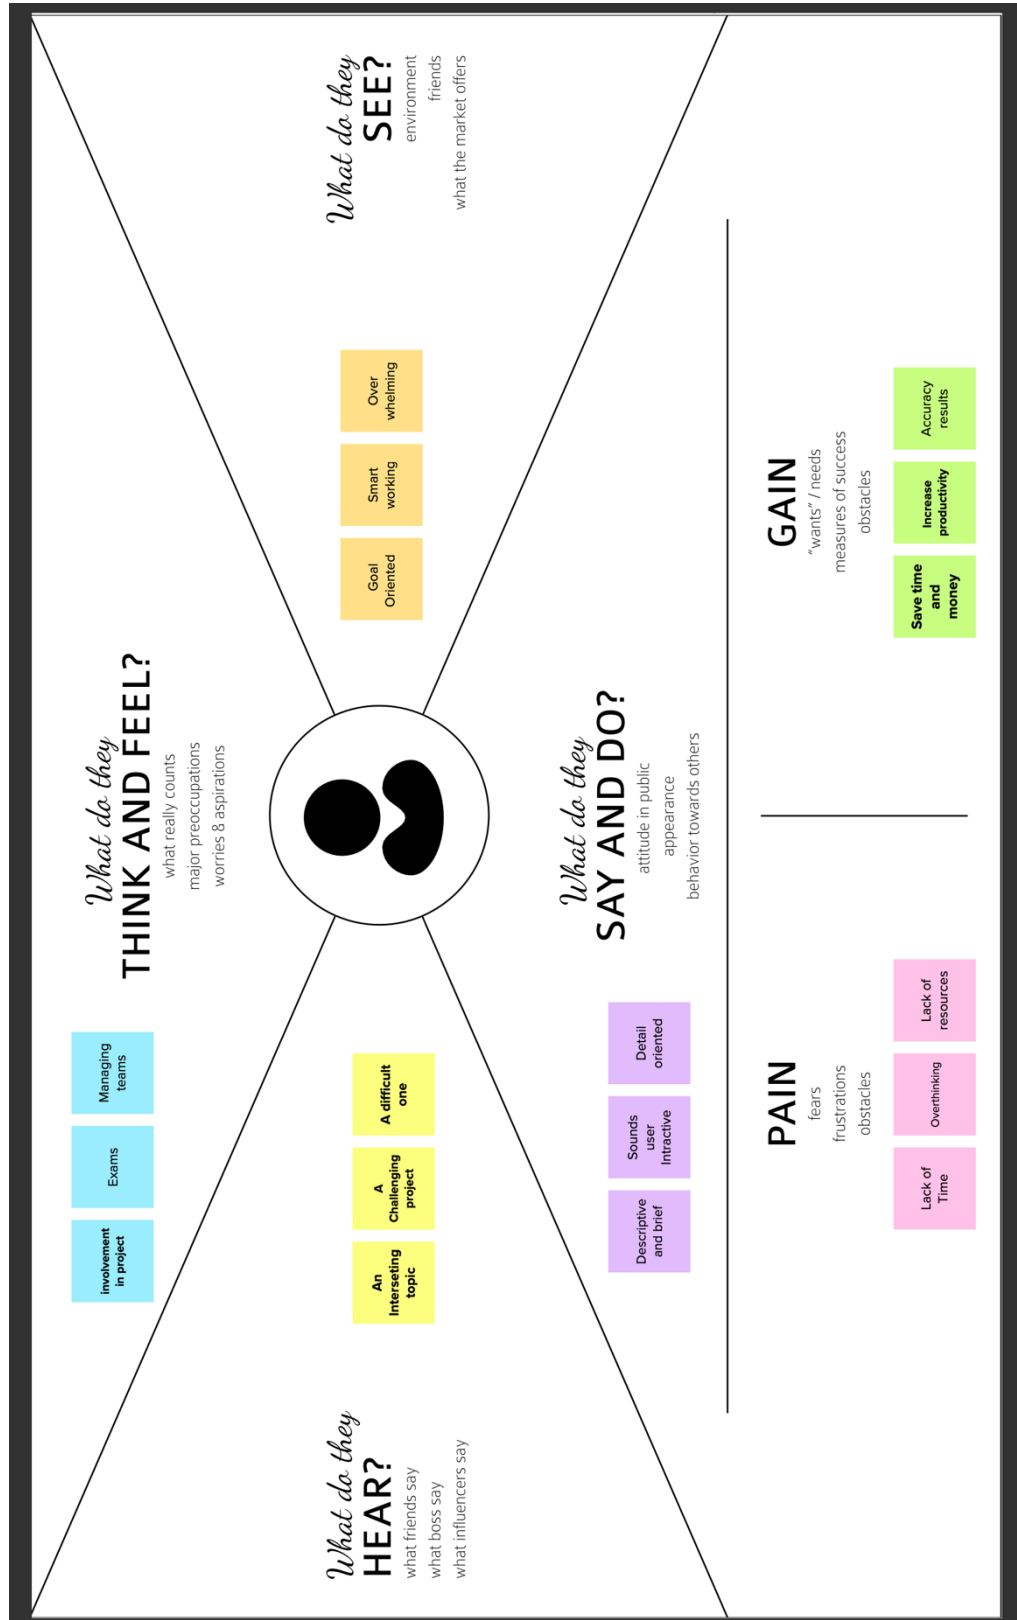 What do they
THINK AND FEEL?
what really counts
major preoccupations
worries & aspirations
involvement
in project
Exams
Managing
teams
What do they
HEAR?
what friends say
what boss say
what influencers say
An
Interseting
topic
A
Challenging
project
A difficult
one
Goal
Oriented
Smart
working
Over
whelming
What do they
SEE?
environment
friends
what the market offers
What do they
SAY AND DO?
attitude in public
appearance
behavior towards others
Descriptive
and brief
Sounds
user
Intractive
Detail
oriented
PAIN
fears
frustrations
obstacles
Lack of
Time
Overthinking
Lack of
resources
GAIN
"wants" / needs
measures of success
obstacles
Save time
and
money
Increase
productivity
Accuracy
results